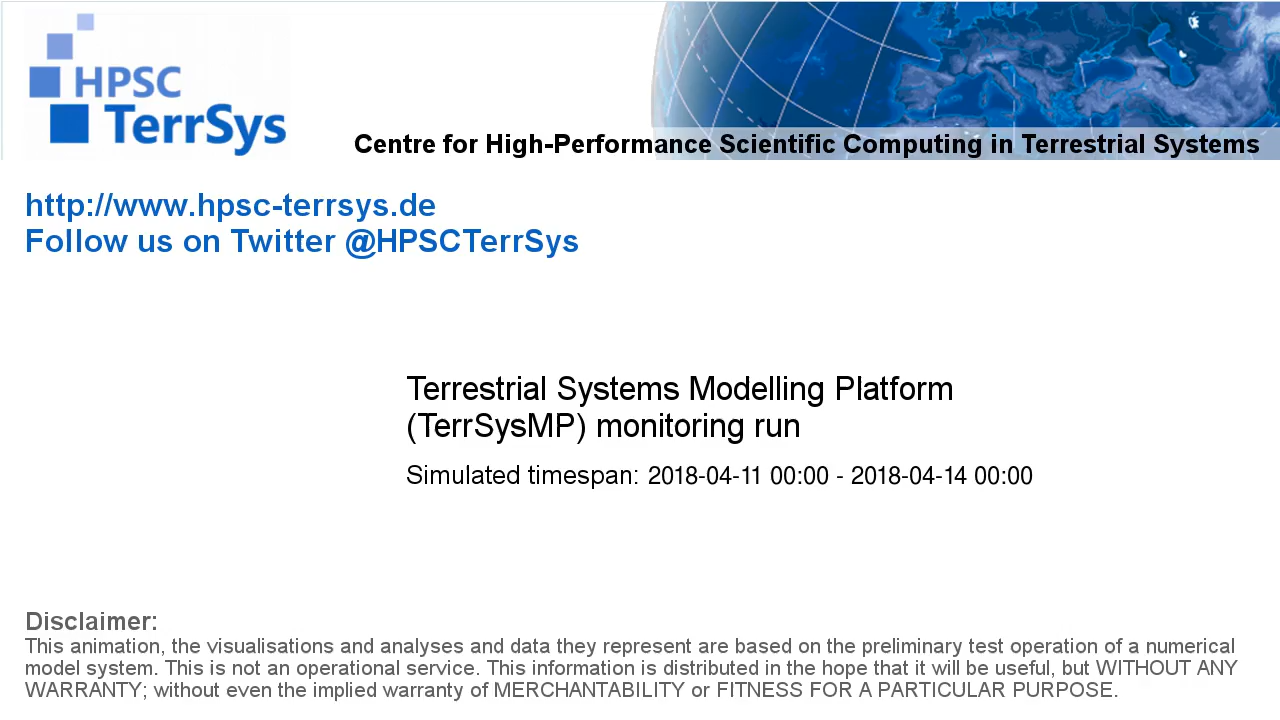 HPSC
TerrSys
Centre for High-Performance Scientific Computing in Terrestrial Systems
http://www.hpsc-terrsys.de
Follow us on Twitter @HPSCTerrSys
Terrestrial Systems Modelling Platform
(TerrSysMP) monitoring run
Simulated timespan: 2018-04-11 00:00 - 2018-04-14 00:00
Disclaimer:
This animation, the visualisations and analyses and data they represent are based on the preliminary test operation of a numerical
model system. This is not an operational service. This information is distributed in the hope that it will be useful, but WITHOUT ANY
WARRANTY; without even the implied warranty of MERCHANTABILITY or FITNESS FOR A PARTICULAR PURPOSE.